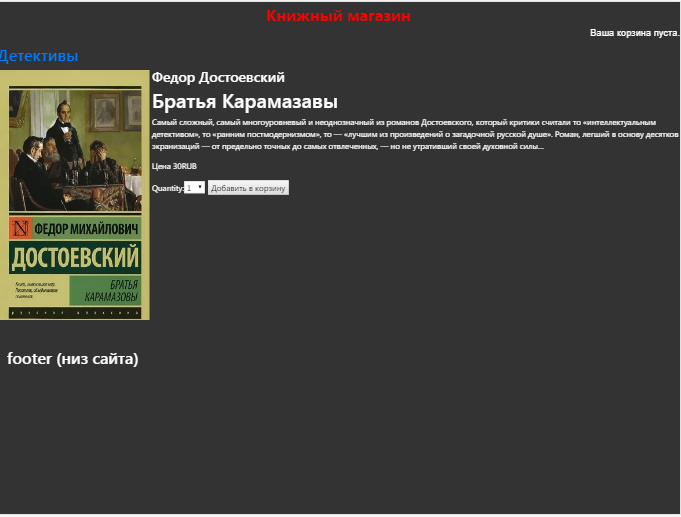 Книжный магазин
Ваша корзина пуста.
Детективы
Федор Достоевский
Братья Карамазавы
Самый сложный, самый многоуровневый и неоднозначный из романов Достоевского, который критики считали то «интеллектуальным
детективом», то «ранним постмодернизмом», то — «лучшим из произведений о загадочной русской душе». Роман, легший в основу десятков
экранизаций — от предельно точных до самых отвлеченных, — но не утративший своей духовной силы...
Цена 30RUB
Quantity: 1 Добавить в корзину
N ФЕДОР МИХАЙЛОВИЧ
ДОСТОЕВСКИЙ
БРАТЬЯ
КАРАМАЗОВЫ
footer (низ сайта)